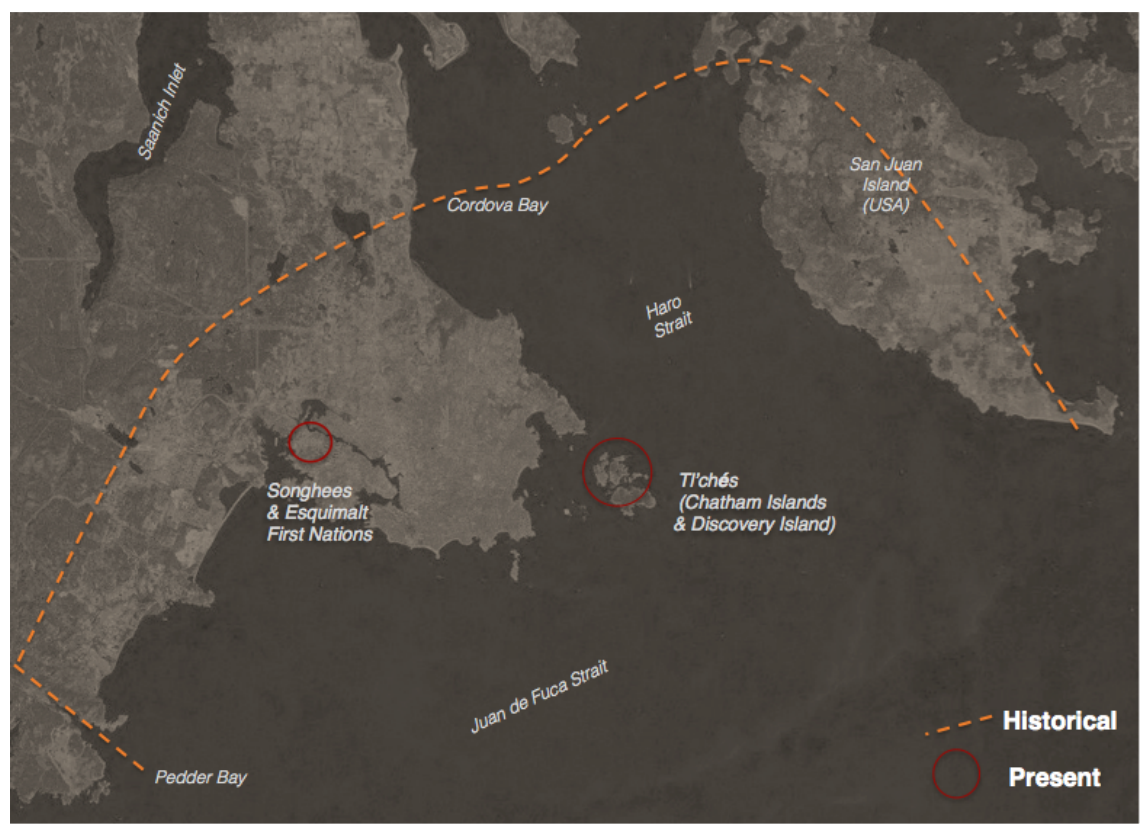 Saanich Inlet
Cordova Bay
San Juan
Island
(USA)
Haro
Strait
Songhees
& Esquimalt
First Nations
Tl'chés
(Chatham Islands
& Discovery Island)
Juan de Fuca Strait
Pedder Bay
Historical
Present